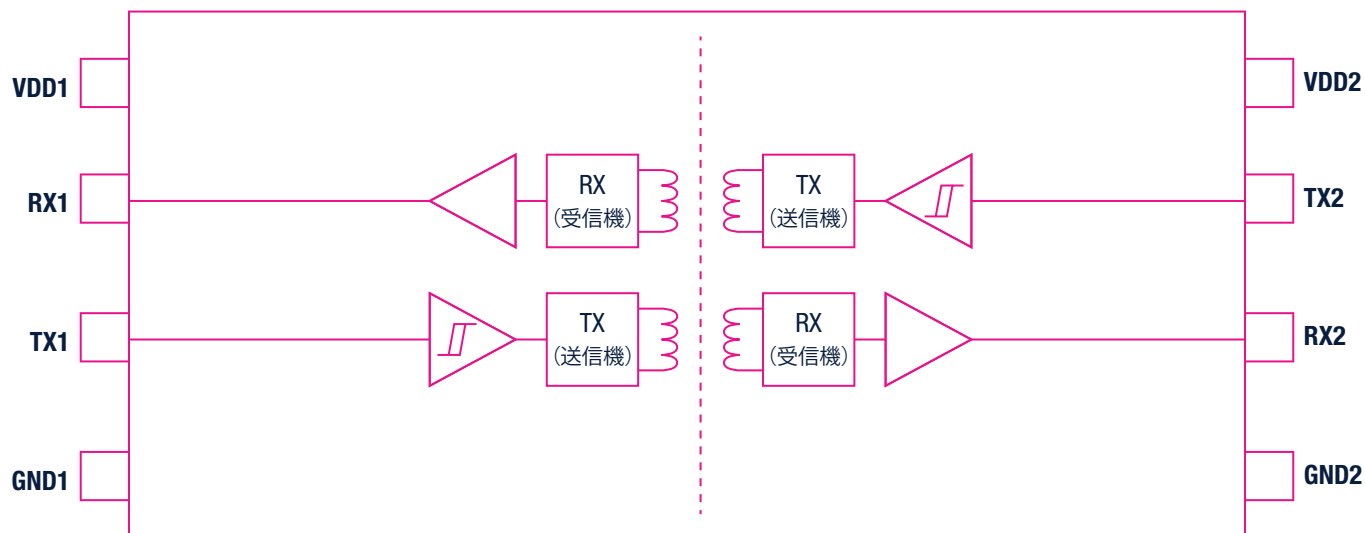 VDD1
VDD2
RX
(受信機)
TX
(送信機)
RX1
TX2
TX
(送信機)
RX
(受信機)
TX1
RX2
GND1
GND2